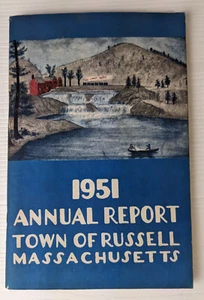 1951
ANNUAL REPORT
TOWN OF RUSSELL
MASSACHUSETTS